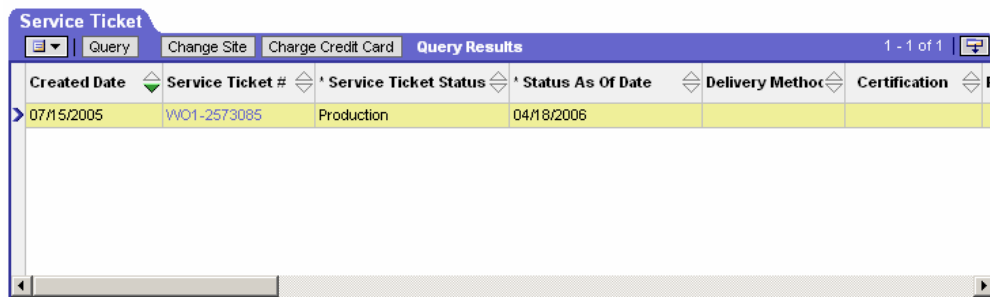 Service Ticket
Query Change Site Charge Credit Card Query Results 1 - 1 of 1
Created Date Service Ticket # * Service Ticket Status * Status As Of Date Delivery Method Certification
07/15/2005 WO1-2573085 Production 04/18/2006